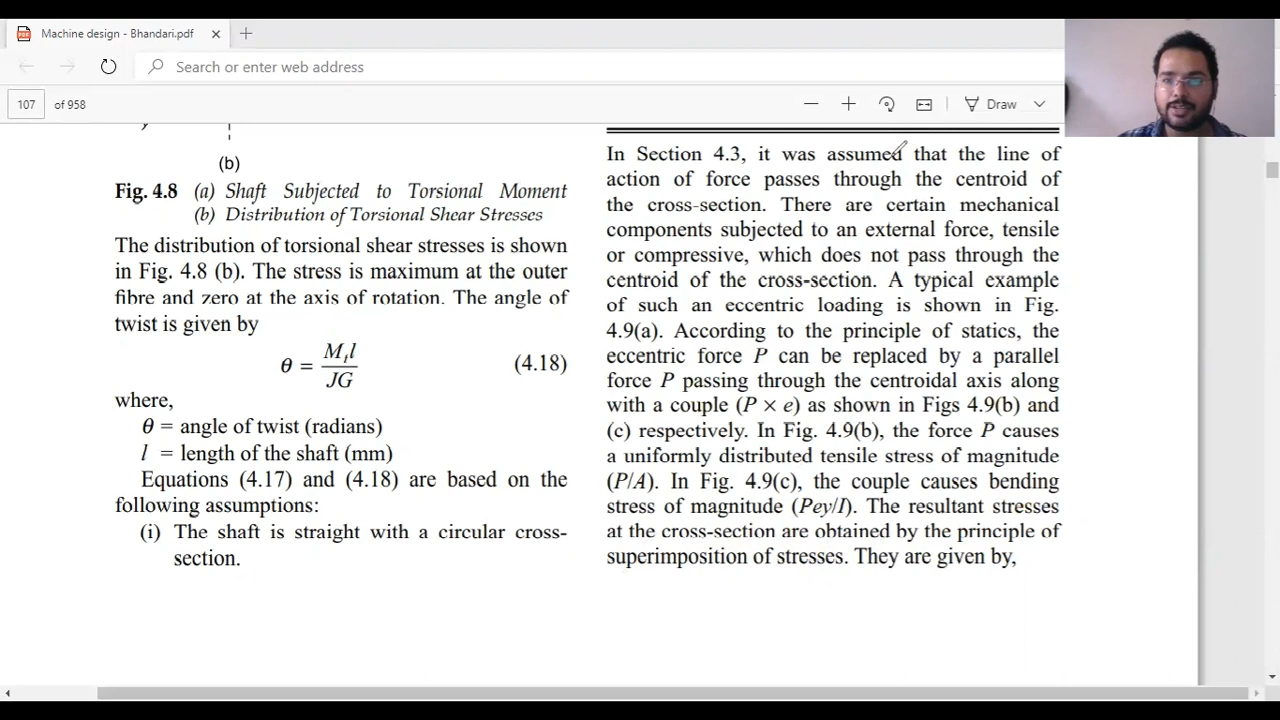 Machine design - Bhandari.pdf
Search or enter web address
107 of 958
Draw
(b)
Fig. 4.8 (a) Shaft Subjected to Torsional Moment
(b) Distribution of Torsional Shear Stresses
The distribution of torsional shear stresses is shown
in Fig. 4.8 (b). The stress is maximum at the outer
fibre and zero at the axis of rotation. The angle of
twist is given by
θ = M_t l / JG (4.18)
where,
θ = angle of twist (radians)
l = length of the shaft (mm)
Equations (4.17) and (4.18) are based on the
following assumptions:
(i) The shaft is straight with a circular cross-
section.
In Section 4.3, it was assumed that the line of
action of force passes through the centroid of
the cross-section. There are certain mechanical
components subjected to an external force, tensile
or compressive, which does not pass through the
centroid of the cross-section. A typical example
of such an eccentric loading is shown in Fig.
4.9(a). According to the principle of statics, the
eccentric force P can be replaced by a parallel
force P passing through the centroidal axis along
with a couple (P × e) as shown in Figs 4.9(b) and
(c) respectively. In Fig. 4.9(b), the force P causes
a uniformly distributed tensile stress of magnitude
(P/A). In Fig. 4.9(c), the couple causes bending
stress of magnitude (Pey/I). The resultant stresses
at the cross-section are obtained by the principle of
superimposition of stresses. They are given by,